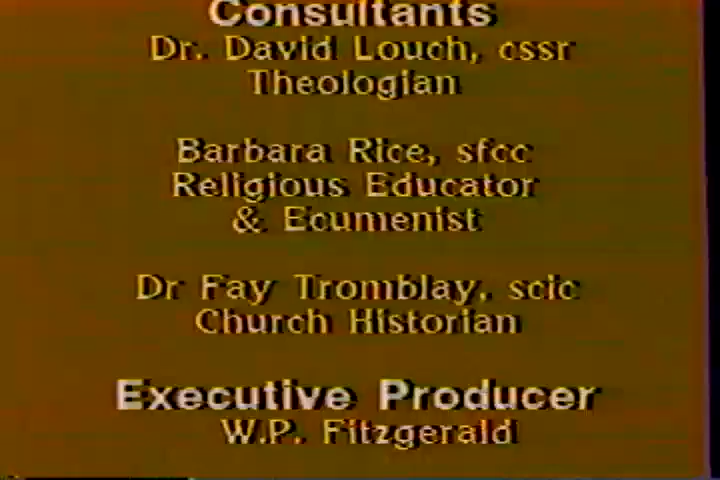 Consultants
Dr. David Louch, cssr
Theologian
Barbara Rice, sfcc
Religious Educator
& Ecumenist
Dr Fay Tromblay, scic
Church Historian
Executive Producer
W.P. Fitzgerald